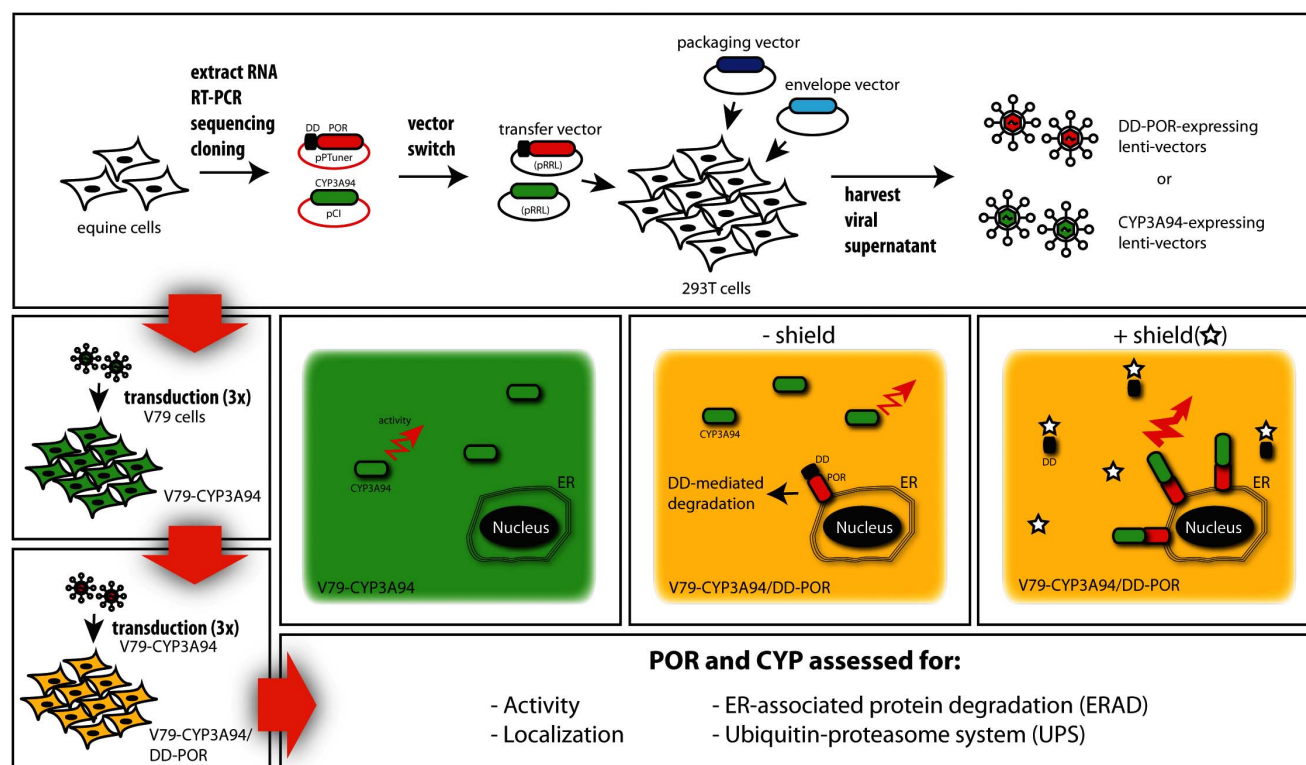 packaging vector
envelope vector
extract RNA
RT-PCR
sequencing
cloning
DD POR
pPTuner
CYP3A94
pCI
vector
switch
transfer vector
(pRRL)
(pRRL)
equine cells
293T cells
harvest
viral
supernatant
DD-POR-expressing
lenti-vectors
or
CYP3A94-expressing
lenti-vectors
transduction (3x)
V79 cells
V79-CYP3A94
transduction (3x)
V79-CYP3A94
V79-CYP3A94/
DD-POR
activity
CYP3A94
ER
Nucleus
V79-CYP3A94
- shield
CYP3A94
DD
POR
DD-mediated
degradation
ER
Nucleus
V79-CYP3A94/DD-POR
+ shield(☆)
DD
ER
Nucleus
V79-CYP3A94/DD-POR
POR and CYP assessed for:
- Activity
- Localization
- ER-associated protein degradation (ERAD)
- Ubiquitin-proteasome system (UPS)